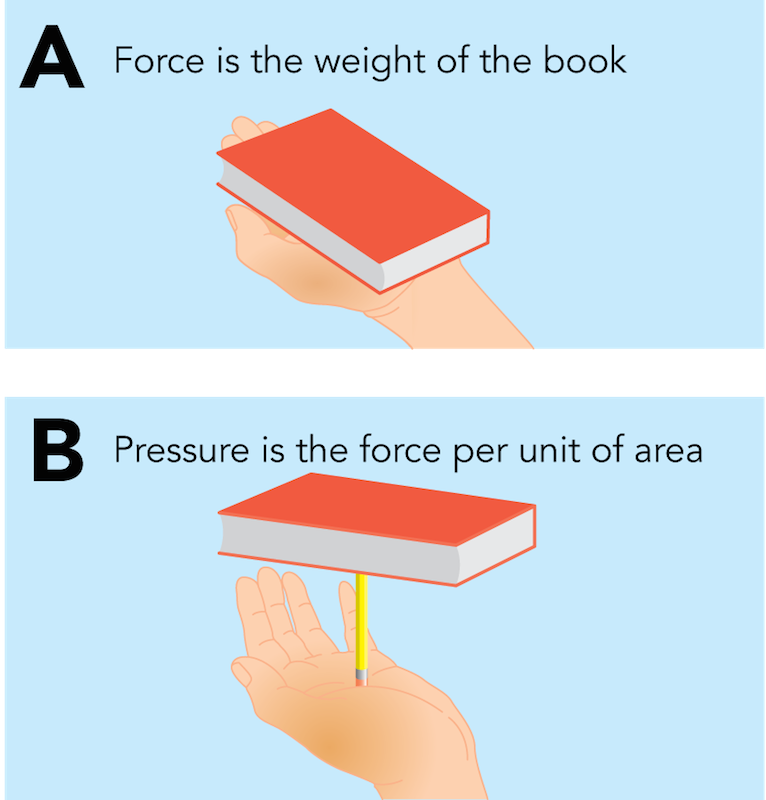 A Force is the weight of the book
B Pressure is the force per unit of area